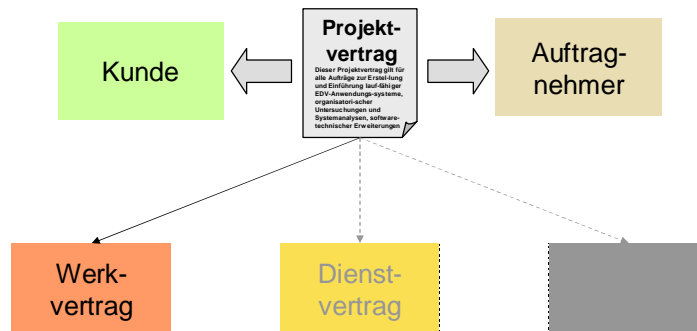 Kunde
Projekt-
vertrag
Dieser Projektvertrag gilt für
alle Aufträge zur Erstel-lung
und Einführung lauf-fähiger
EDV-Anwendungs-systeme,
organisatori-scher
Untersuchungen und
Systemanalysen, software-
technischer Erweiterungen
Auftrag-
nehmer
Werk-
vertrag
Dienst-
vertrag